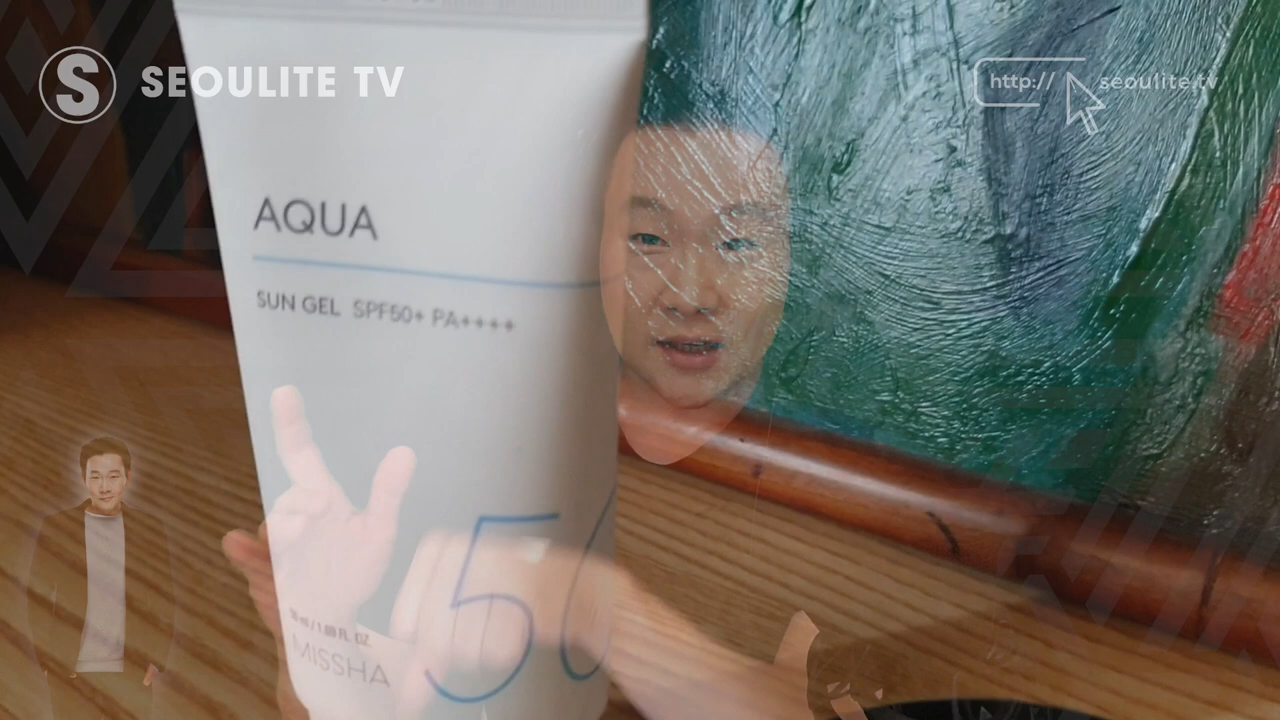 S SEOULITE TV
http:// seoulite.tv
AQUA
SUN GEL SPF50+ PA++++
50
MISSHA